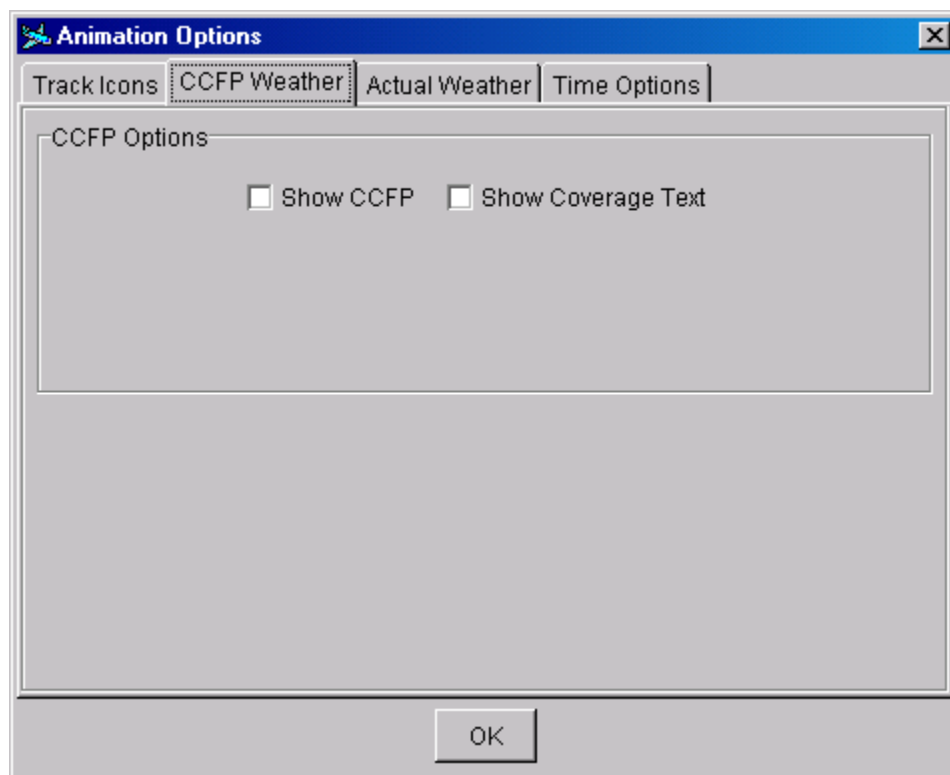 Animation Options
Track Icons CCFP Weather Actual Weather Time Options
CCFP Options
Show CCFP Show Coverage Text
OK